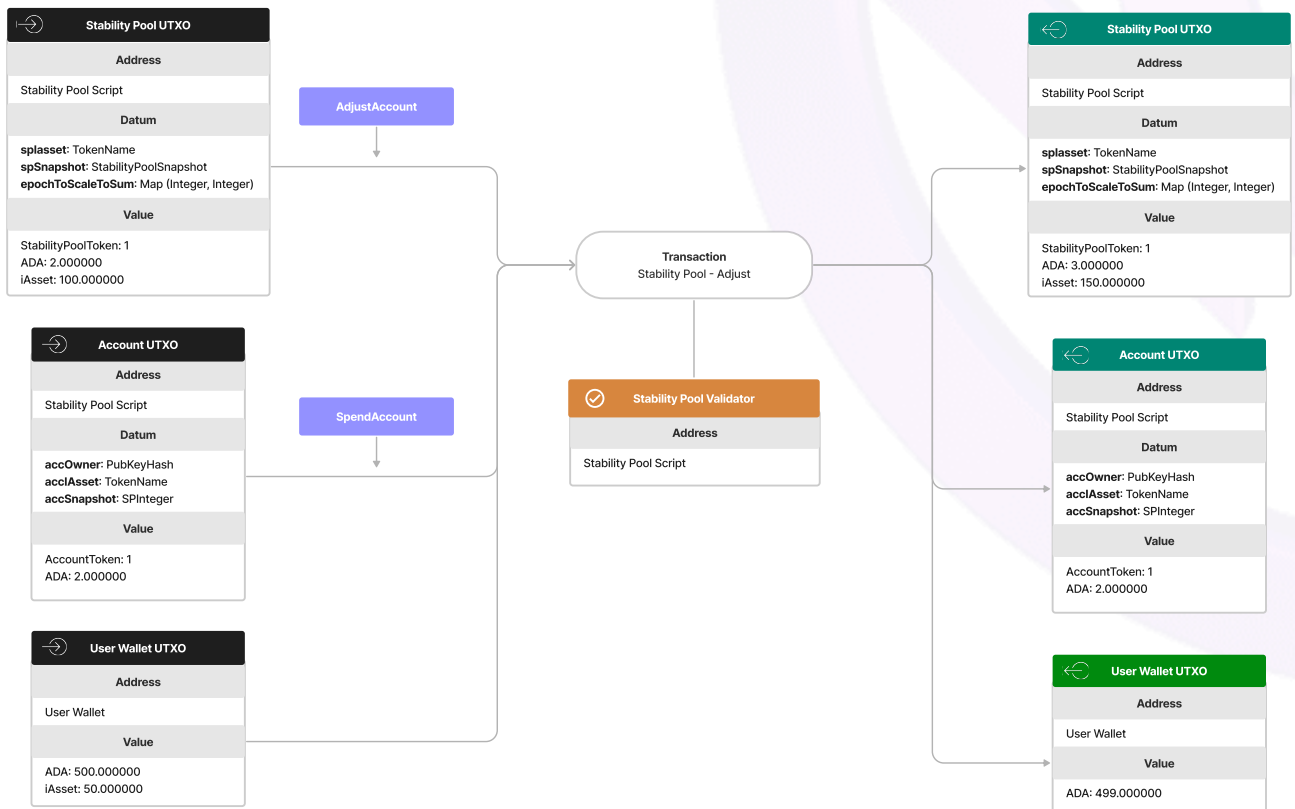 Stability Pool UTXO
Address
Stability Pool Script
Datum
splasset: TokenName
spSnapshot: StabilityPoolSnapshot
epochToScaleToSum: Map (Integer, Integer)
Value
StabilityPoolToken: 1
ADA: 2.000000
iAsset: 100.000000
AdjustAccount
Account UTXO
Address
Stability Pool Script
Datum
accOwner: PubKeyHash
accIAsset: TokenName
accSnapshot: SPInteger
Value
AccountToken: 1
ADA: 2.000000
SpendAccount
User Wallet UTXO
Address
User Wallet
Value
ADA: 500.000000
iAsset: 50.000000
Transaction
Stability Pool - Adjust
Stability Pool Validator
Address
Stability Pool Script
Stability Pool UTXO
Address
Stability Pool Script
Datum
splasset: TokenName
spSnapshot: StabilityPoolSnapshot
epochToScaleToSum: Map (Integer, Integer)
Value
StabilityPoolToken: 1
ADA: 3.000000
iAsset: 150.000000
Account UTXO
Address
Stability Pool Script
Datum
accOwner: PubKeyHash
accIAsset: TokenName
accSnapshot: SPInteger
Value
AccountToken: 1
ADA: 2.000000
User Wallet UTXO
Address
User Wallet
Value
ADA: 499.000000